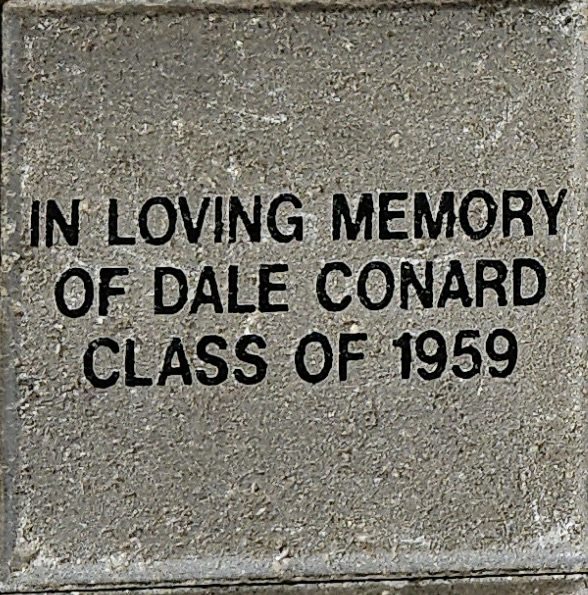 IN LOVING MEMORY
OF DALE CONARD
CLASS OF 1959